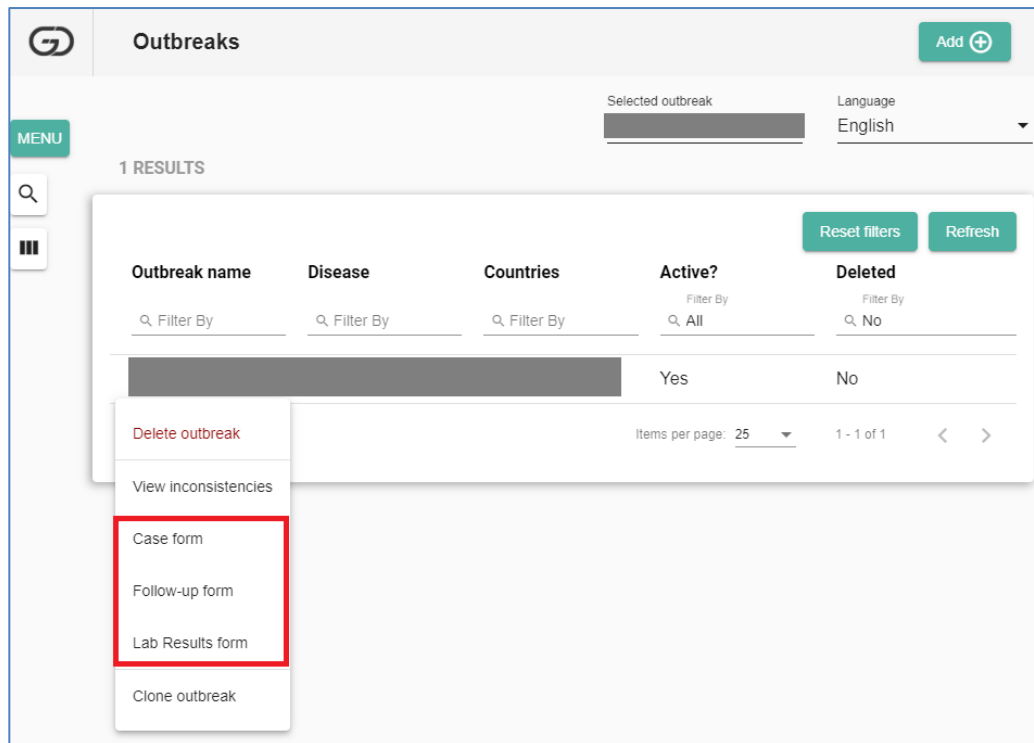 Outbreaks
Add
Selected outbreak Language
English
MENU
1 RESULTS
Reset filters Refresh
Outbreak name Disease Countries Active? Deleted
Filter By Filter By
Filter By Filter By Filter By All No
Yes No
Delete outbreak
Items per page: 25 1 - 1 of 1
View inconsistencies
Case form
Follow-up form
Lab Results form
Clone outbreak